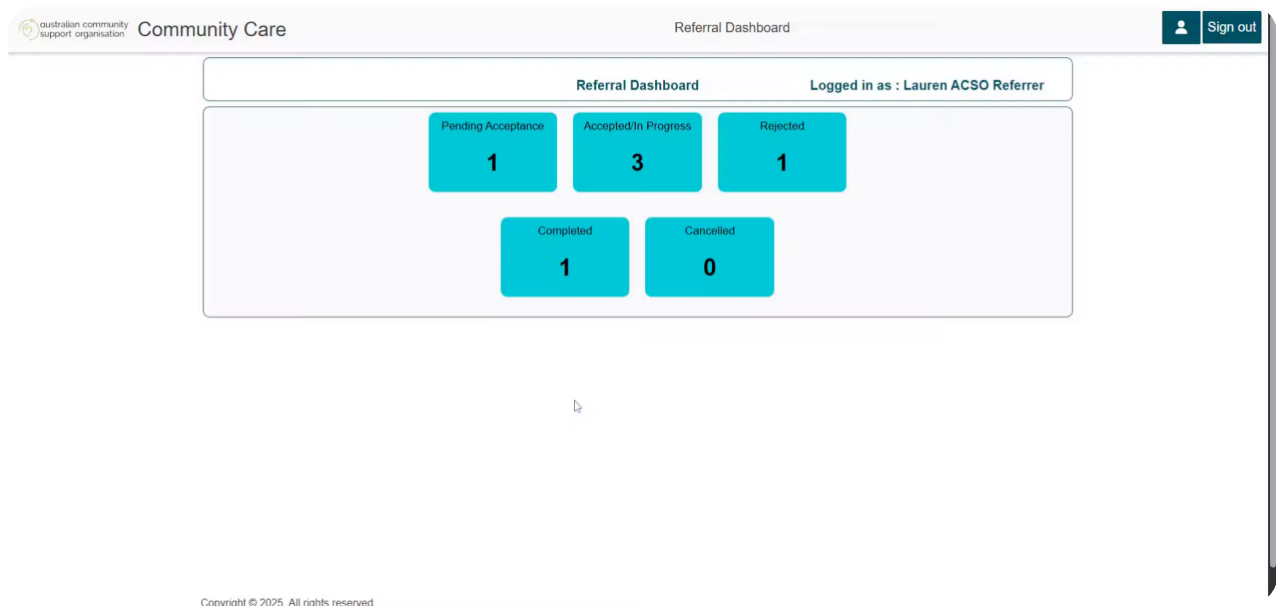 australian community
support organisation
Community Care
Referral Dashboard
Sign out
Referral Dashboard
Logged in as : Lauren ACSO Referrer
Pending Acceptance
Accepted/In Progress
Rejected
1
3
1
Completed
Cancelled
1
0
Copyright © 2025. All rights reserved.